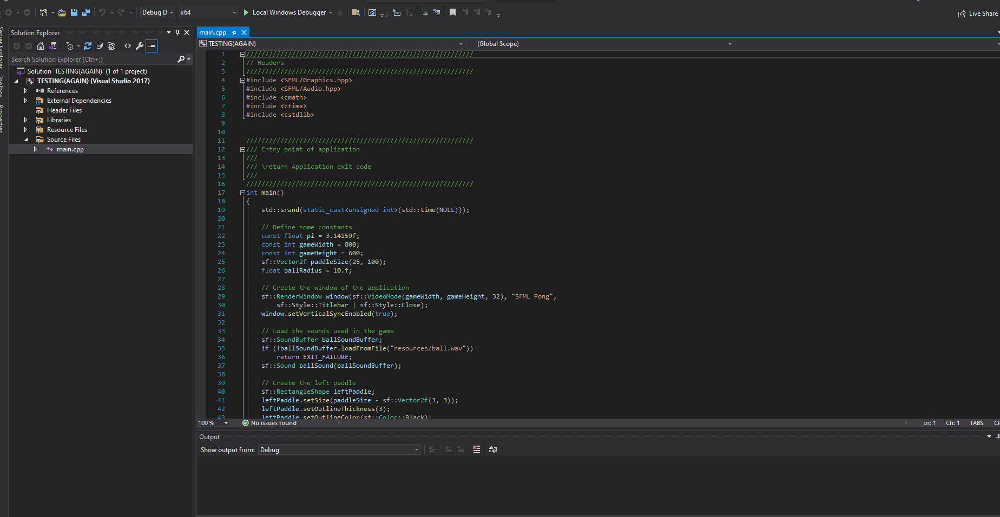 Debug D
x64
Local Windows Debugger
Live Share
Server Explorer
Toolbox
Properties
Solution Explorer
Search Solution Explorer (Ctrl+;)
Solution 'TESTING(AGAIN)' (1 of 1 project)
TESTING(AGAIN) (Visual Studio 2017)
References
External Dependencies
Header Files
Libraries
Resource Files
Source Files
main.cpp
main.cpp
TESTING(AGAIN)
(Global Scope)
1 ////////////////////////////////////////////////////////////
2 // Headers
3 ////////////////////////////////////////////////////////////
4 #include <SFML/Graphics.hpp>
5 #include <SFML/Audio.hpp>
6 #include <cmath>
7 #include <ctime>
8 #include <cstdlib>
9
10
11 ////////////////////////////////////////////////////////////
12 /// Entry point of application
13 ///
14 /// \return Application exit code
15 ///
16 ////////////////////////////////////////////////////////////
17 int main()
18 {
19 std::srand(static_cast<unsigned int>(std::time(NULL)));
20
21 // Define some constants
22 const float pi = 3.14159f;
23 const int gameWidth = 800;
24 const int gameHeight = 600;
25 sf::Vector2f paddleSize(25, 100);
26 float ballRadius = 10.f;
27
28 // Create the window of the application
29 sf::RenderWindow window(sf::VideoMode(gameWidth, gameHeight, 32), "SFML Pong",
30 sf::Style::Titlebar | sf::Style::Close);
31 window.setVerticalSyncEnabled(true);
32
33 // Load the sounds used in the game
34 sf::SoundBuffer ballSoundBuffer;
35 if (!ballSoundBuffer.loadFromFile("resources/ball.wav"))
36 return EXIT_FAILURE;
37 sf::Sound ballSound(ballSoundBuffer);
38
39 // Create the left paddle
40 sf::RectangleShape leftPaddle;
41 leftPaddle.setSize(paddleSize - sf::Vector2f(3, 3));
42 leftPaddle.setOutlineThickness(3);
43 leftPaddle.setOutlineColor(sf::Color::Black);
100 %
No issues found
Ln: 1
Ch: 1
TABS
CR
Output
Show output from:
Debug